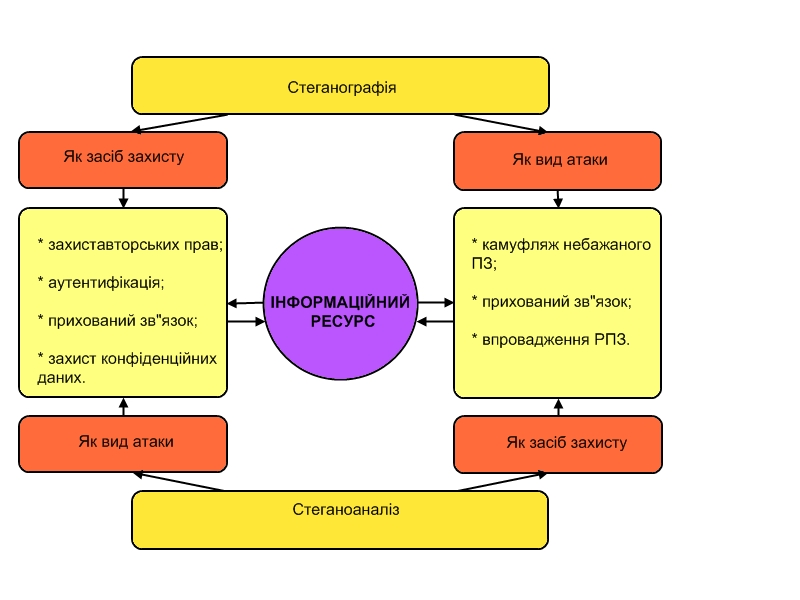 Стеганографія
Як засіб захисту
Як вид атаки
* захиставторських прав;
* аутентифікація;
* прихований зв"язок;
* захист конфіденційних
даних.
ІНФОРМАЦІЙНИЙ
РЕСУРС
* камуфляж небажаного
ПЗ;
* прихований зв"язок;
* впровадження РПЗ.
Як вид атаки
Як засіб захисту
Стегоаналіз